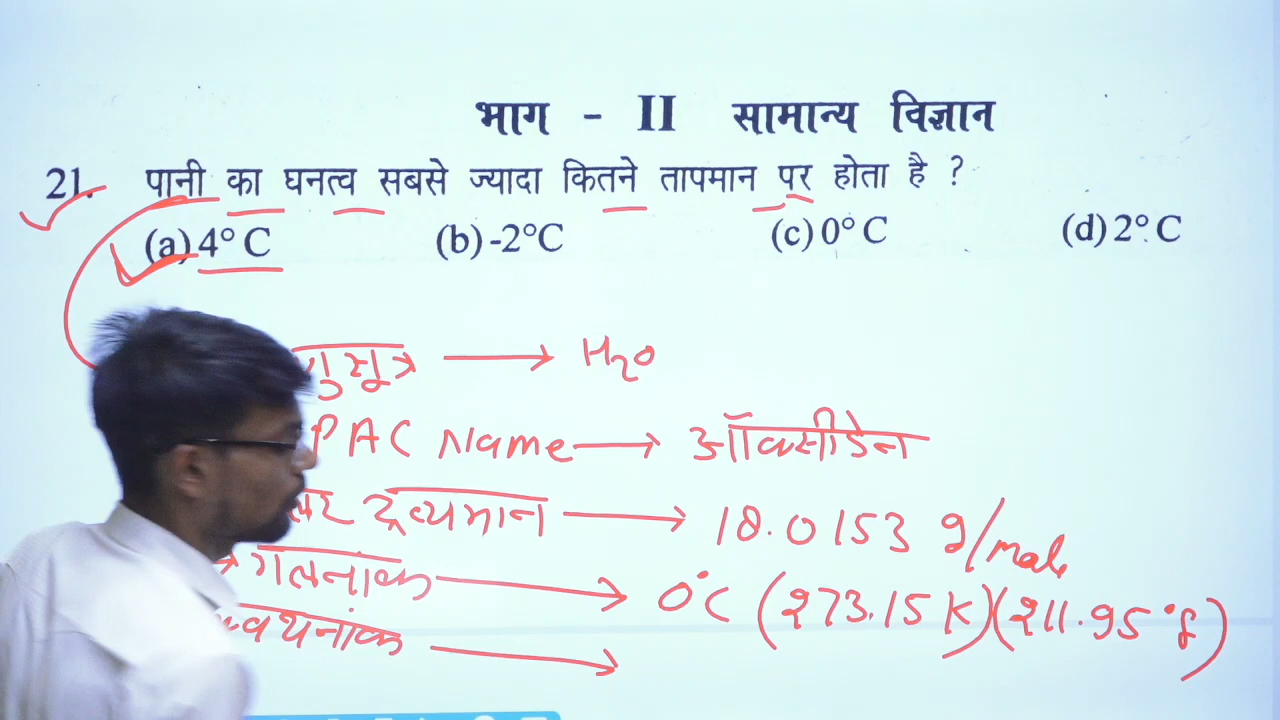 भाग - II सामान्य विज्ञान
21. पानी का घनत्व सबसे ज्यादा कितने तापमान पर होता है ?
(a) 4° C (b) -2°C (c) 0° C (d) 2° C
→ H2O
PAC Name → ऑक्सीडेन
द्रव्यमान → 18.0153 g/mole
→ गलनांक → 0°C (273.15 K)(211.95 °f)
क्वथनांक →